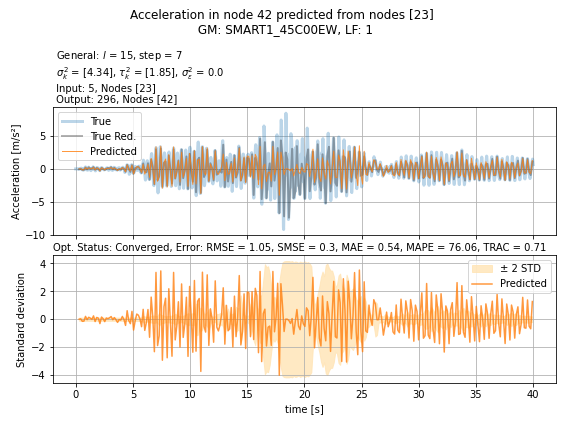 Acceleration in node 42 predicted from nodes [23]
GM: SMART1_45C00EW, LF: 1
General: l = 15, step = 7
σ²ₖ = [4.34], τ²ₖ = [1.85], σ²ε = 0.0
Input: 5, Nodes [23]
Output: 296, Nodes [42]
Acceleration [m/s²]
5
0
−5
−10
True
True Red.
Predicted
Opt. Status: Converged, Error: RMSE = 1.05, SMSE = 0.3, MAE = 0.54, MAPE = 76.06, TRAC = 0.71
Standard deviation
4
2
0
−2
−4
± 2 STD
Predicted
0 5 10 15 20 25 30 35 40
time [s]